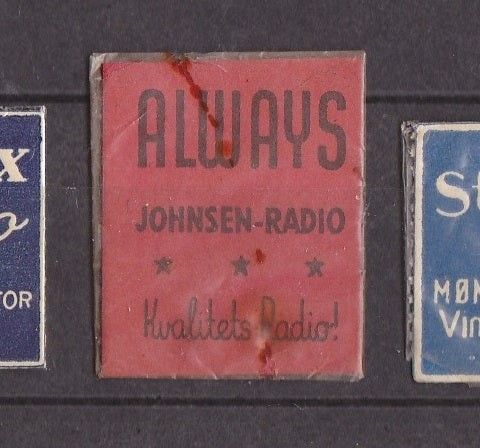 ALWAYS
JOHNSEN-RADIO
★ ★ ★
Kvalitets Radio!
x
o
TOR
St
MØN
Vin